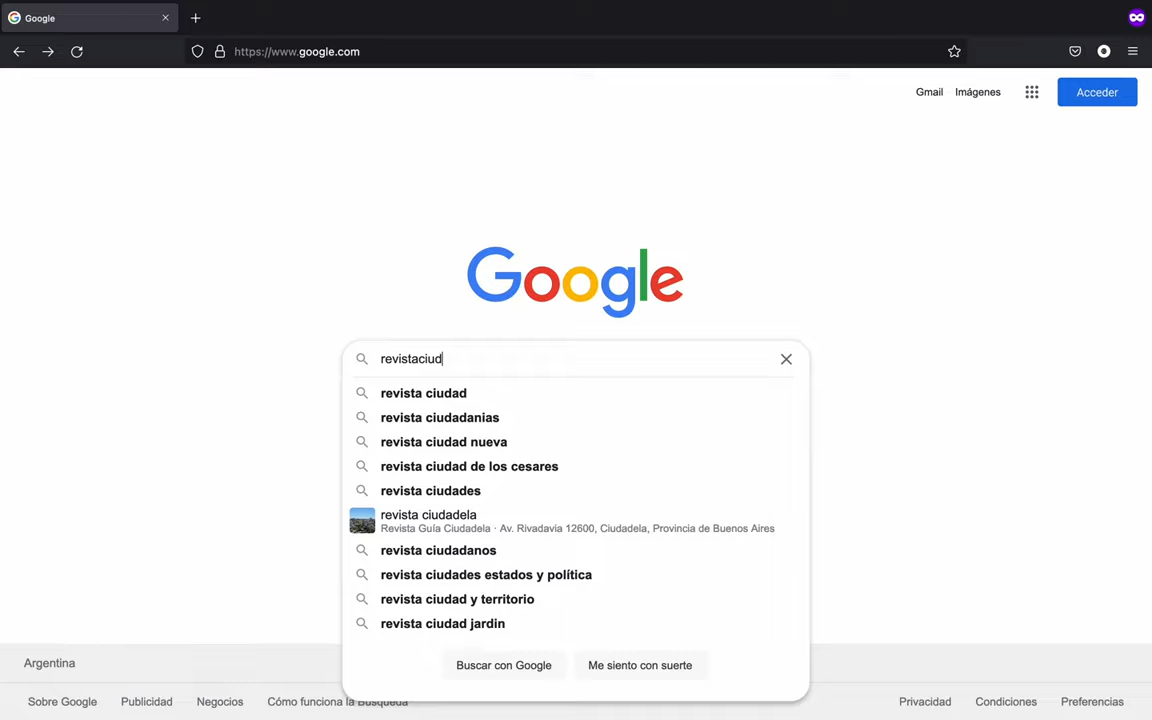 Google
https://www.google.com
Gmail
Imágenes
Acceder
Google
revistaciud
revista ciudad
revista ciudadanias
revista ciudad nueva
revista ciudad de los cesares
revista ciudades
revista ciudadela
Revista Guía Ciudadela · Av. Rivadavia 12600, Ciudadela, Provincia de Buenos Aires
revista ciudadanos
revista ciudades estados y política
revista ciudad y territorio
revista ciudad jardin
Buscar con Google
Me siento con suerte
Argentina
Sobre Google
Publicidad
Negocios
Cómo funciona la Búsqueda
Privacidad
Condiciones
Preferencias